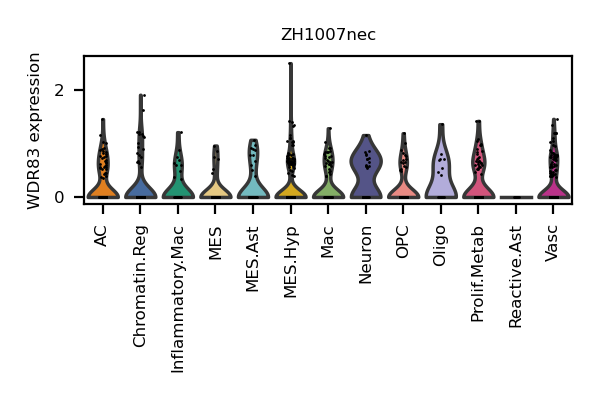 ZH1007nec
WDR83 expression
2
0
AC
Chromatin.Reg
Inflammatory.Mac
MES
MES.Ast
MES.Hyp
Mac
Neuron
OPC
Oligo
Prolif.Metab
Reactive.Ast
Vasc